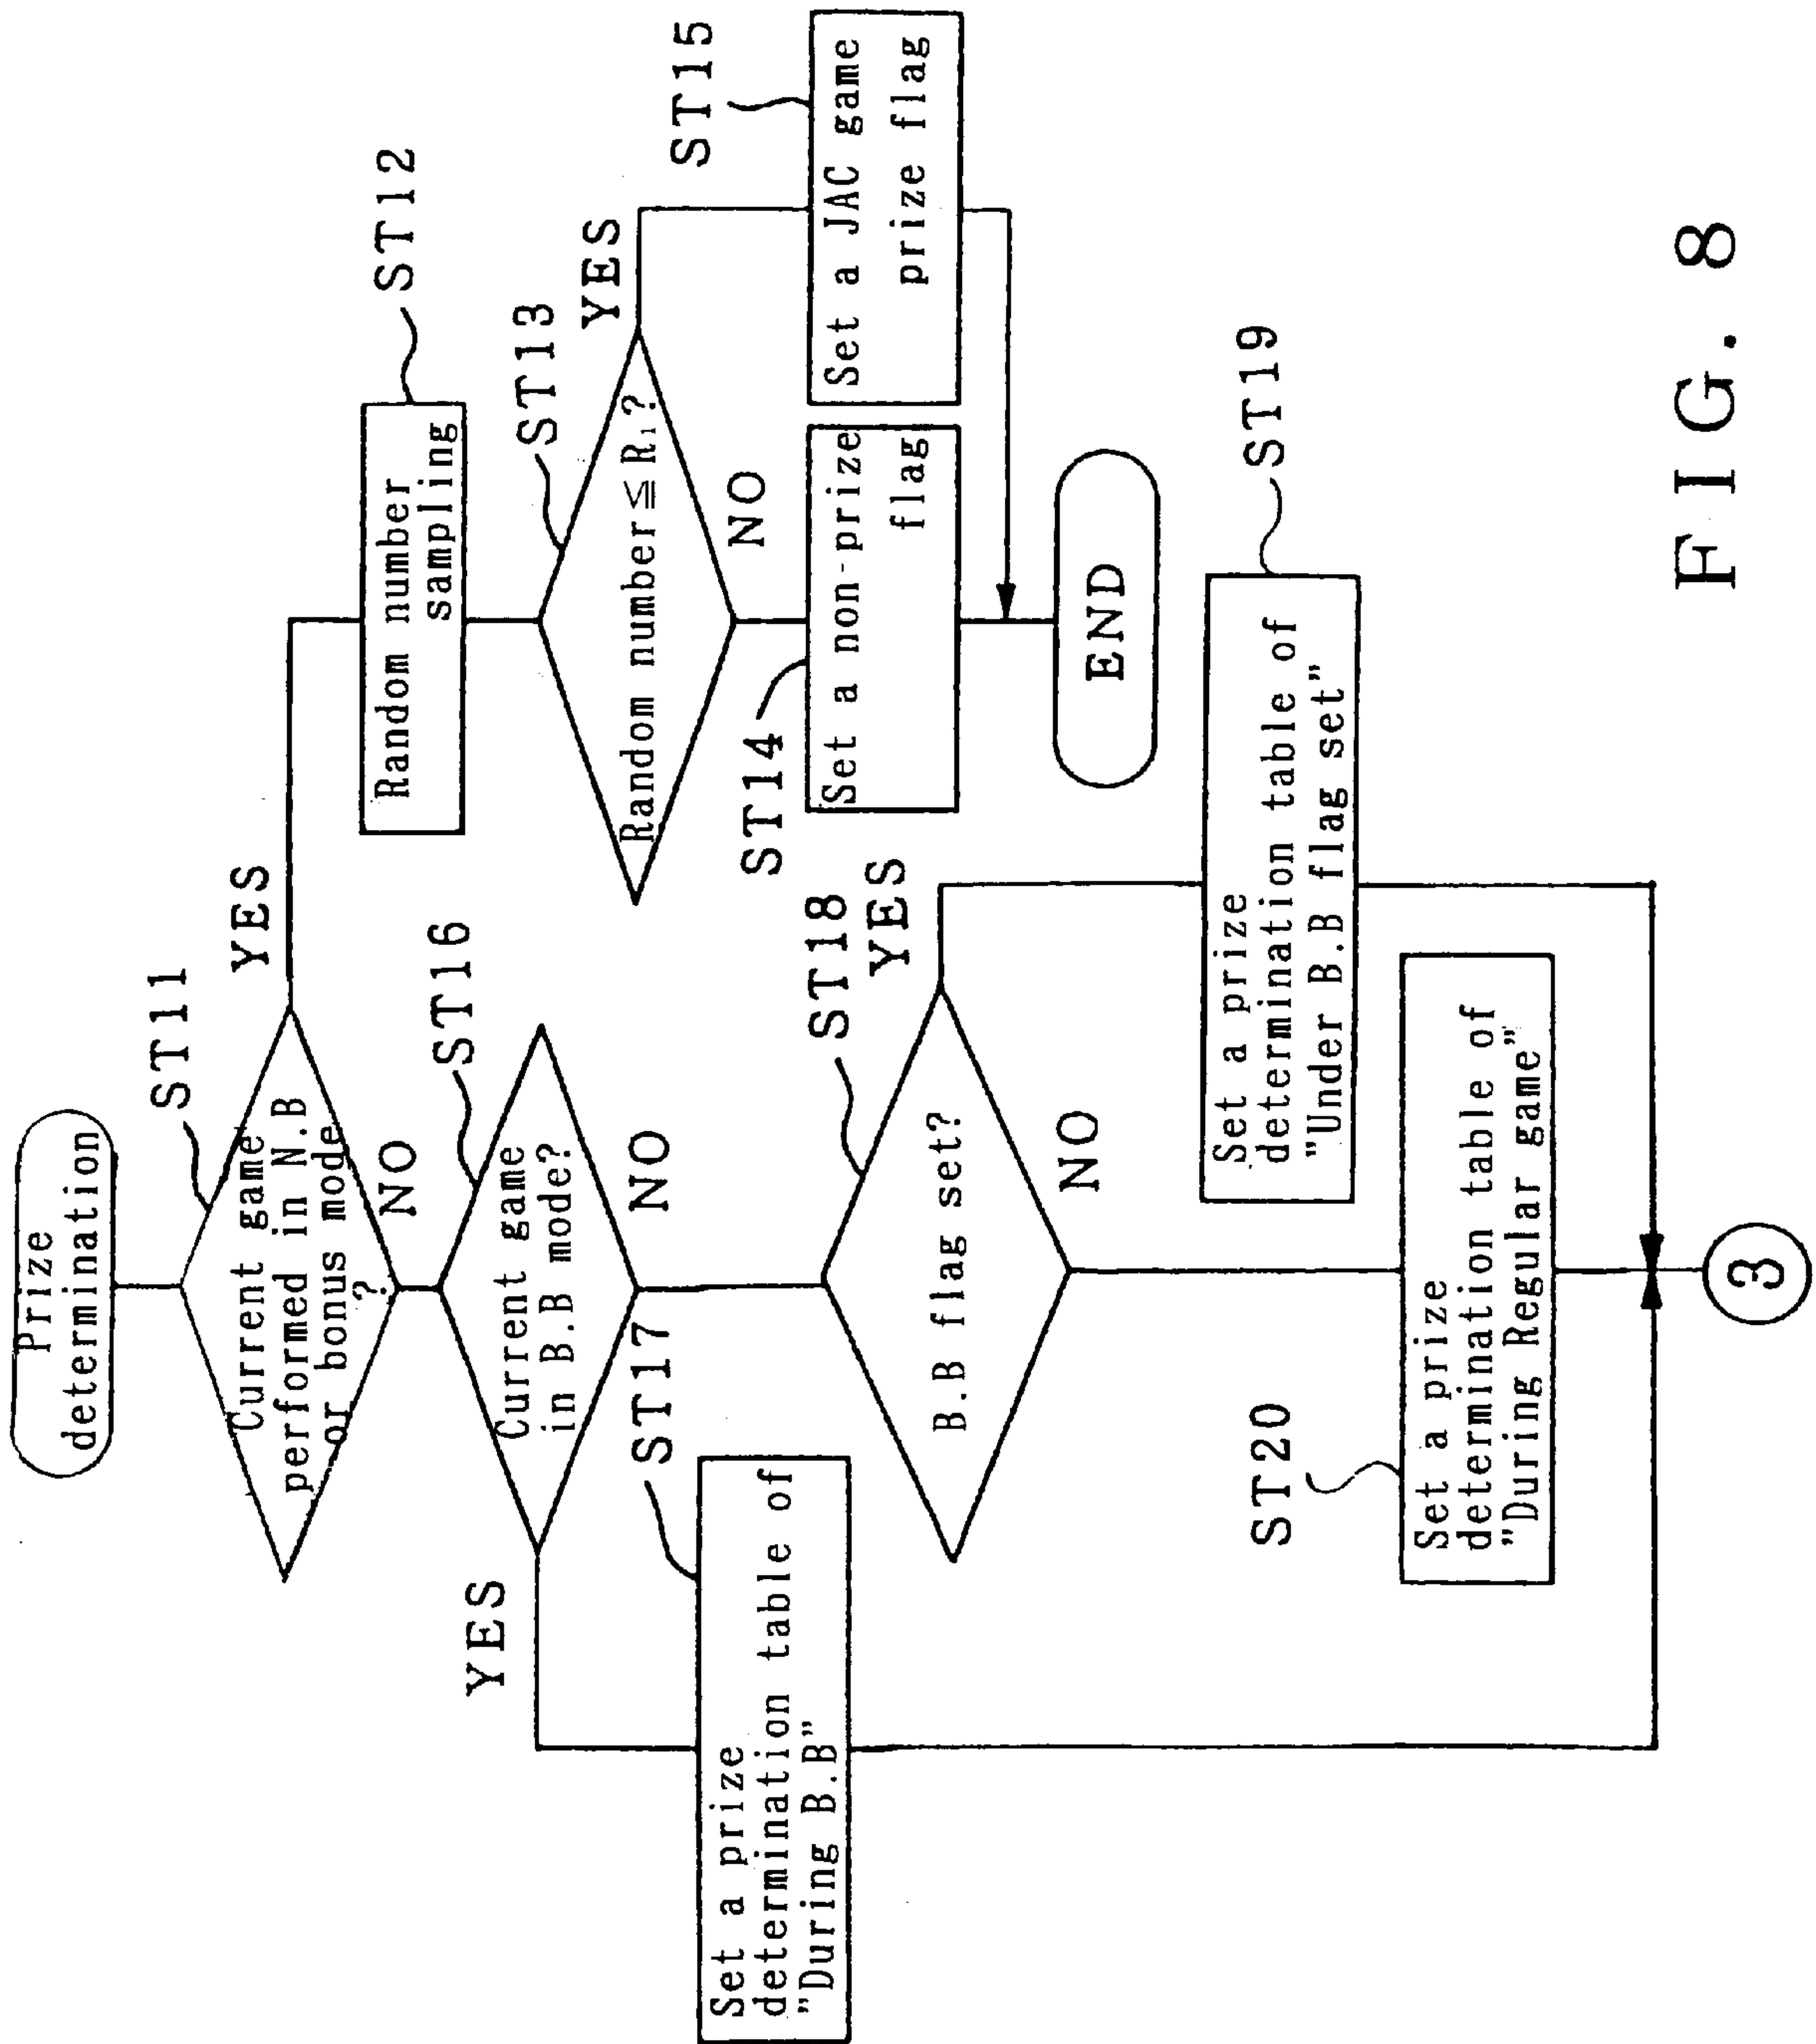 Prize
determination
ST11
Current game
performed in N.B
or bonus mode
?
YES
NO
ST12
Random number
sampling
ST13
Random number≦R₁?
YES
NO
ST14
Set a non-prize
flag
ST15
Set a JAC game
prize flag
END
ST16
Current game
in B.B mode?
YES
NO
ST17
Set a prize
determination table of
"During B.B"
ST18
B.B flag set?
YES
NO
ST19
Set a prize
determination table of
"Under B.B flag set"
ST20
Set a prize
determination table of
"During Regular game"
3
FIG. 8